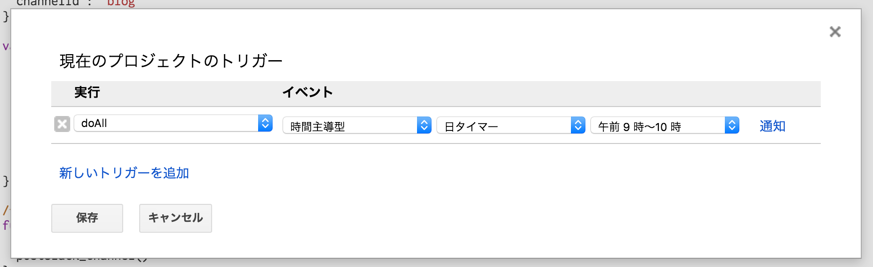 channelId : "blog"
}
現在のプロジェクトのトリガー
実行 イベント
doAll 時間主導型 日タイマー 午前 9 時～10 時 通知
新しいトリガーを追加
}
保存 キャンセル